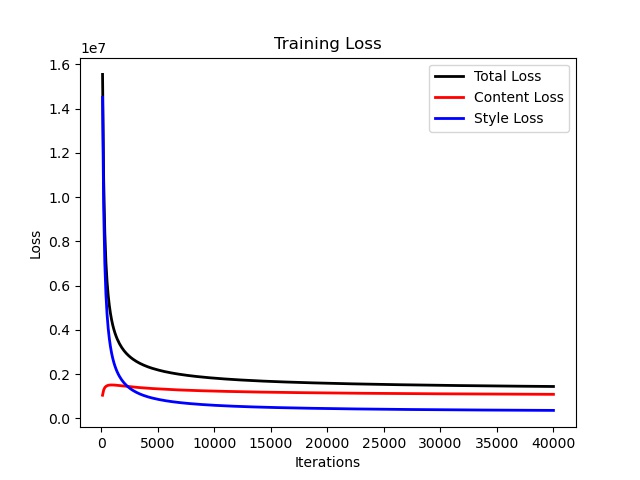 Training Loss
1e7
1.6
1.4
1.2
1.0
0.8
0.6
0.4
0.2
0.0
Loss
Total Loss
Content Loss
Style Loss
0
5000
10000
15000
20000
25000
30000
35000
40000
Iterations